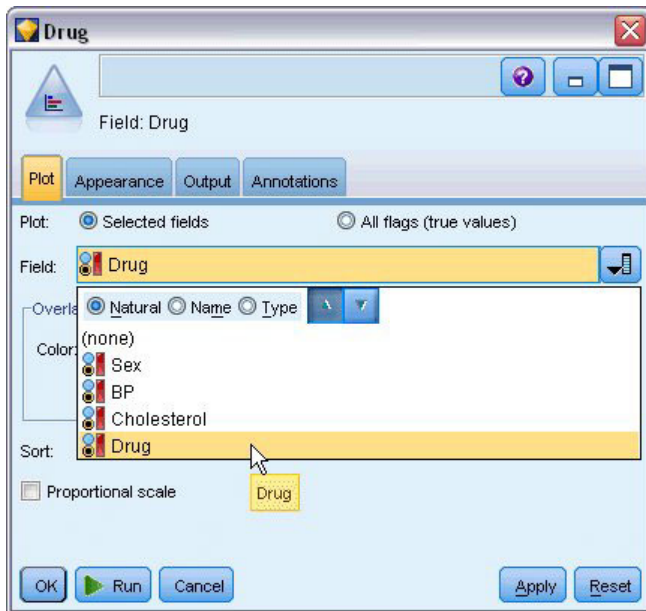 Drug
Field: Drug
Plot Appearance Output Annotations
Plot: Selected fields All flags (true values)
Field: Drug
Natural Name Type
(none)
Color:
Sex
BP
Cholesterol
Sort: Drug
Drug
Proportional scale
OK Run Cancel Apply Reset